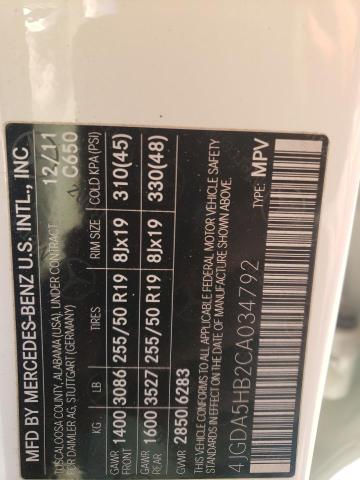 MFD BY MERCEDES-BENZ U.S. INTL., INC. 12/11
TUSCALOOSA COUNTY, ALABAMA (USA). UNDER CONTRACT C650
TO DAIMLER AG, STUTTGART / (GERMANY)
KG LB TIRES RIM SIZE COLD KPA (PSI)
GAWR 1400 3086 255/50 R19 8Jx19 310(45)
FRONT
GAWR 1600 3527 255/50 R19 8Jx19 330(48)
REAR
GVWR 2850 6283
THIS VEHICLE CONFORMS TO ALL APPLICABLE FEDERAL MOTOR VEHICLE SAFETY
STANDARDS IN EFFECT ON THE DATE OF MANUFACTURE SHOWN ABOVE.
4JGDA5HB2CA034792 TYPE: MPV